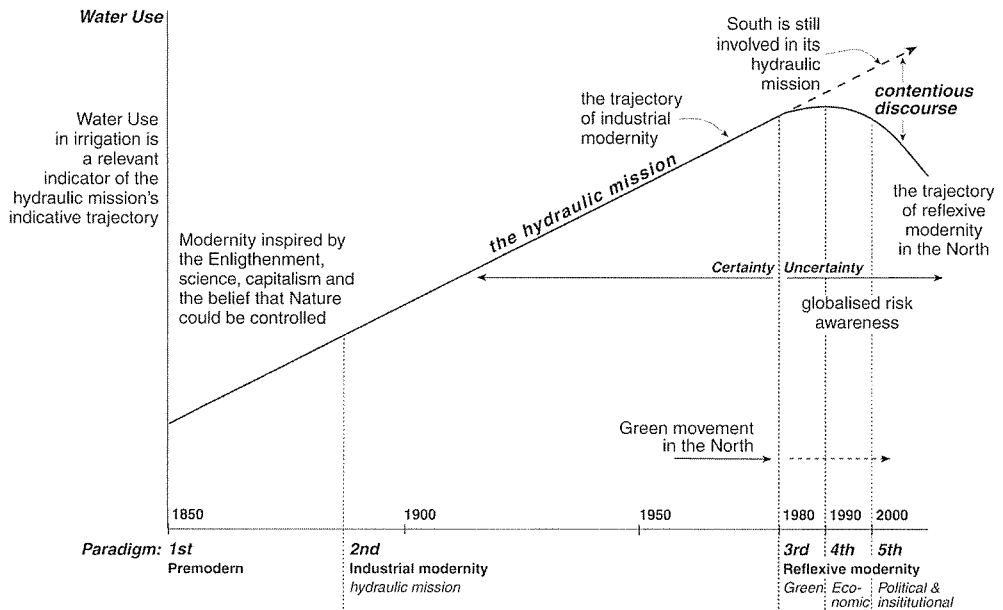 Water Use
Water Use
in irrigation is
a relevant
indicator of the
hydraulic mission's
indicative trajectory
Modernity inspired by
the Enligthenment,
science, capitalism and
the belief that Nature
could be controlled
the hydraulic mission
the trajectory
of industrial
modernity
South is still
involved in its
hydraulic
mission
contentious
discourse
the trajectory
of reflexive
modernity
in the North
Certainty
Uncertainty
globalised risk
awareness
Green movement
in the North
1850
1900
1950
1980
1990
2000
Paradigm: 1st
Premodern
2nd
Industrial modernity
hydraulic mission
3rd
4th
5th
Reflexive modernity
Green
Eco-
nomic
Political &
insititutional